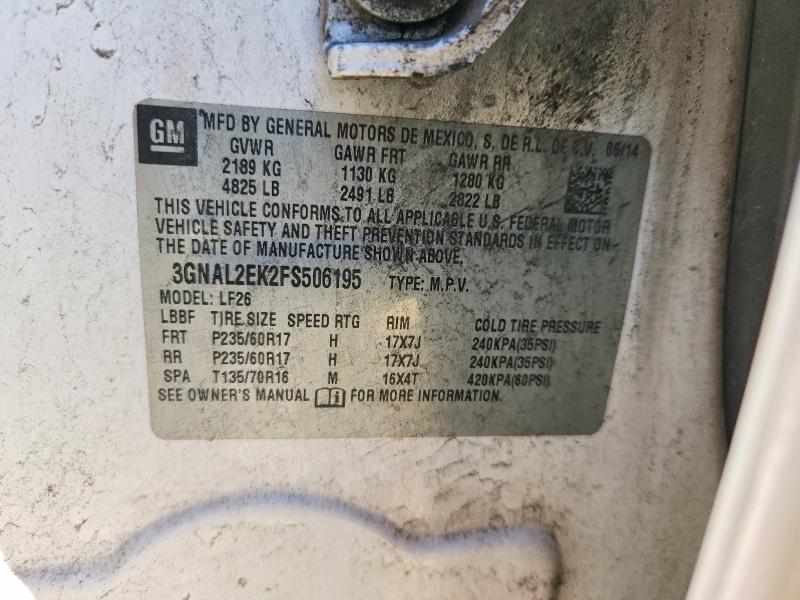 GM MFD BY GENERAL MOTORS DE MEXICO, S. DE R.L. DE C.V. 06/14
GVWR GAWR FRT GAWR RR
2189 KG 1130 KG 1280 KG
4825 LB 2491 LB 2822 LB
THIS VEHICLE CONFORMS TO ALL APPLICABLE U.S. FEDERAL MOTOR
VEHICLE SAFETY AND THEFT PREVENTION STANDARDS IN EFFECT ON
THE DATE OF MANUFACTURE SHOWN ABOVE.
3GNAL2EK2FS506195 TYPE: M.P.V.
MODEL: LF26
LBBF TIRE SIZE SPEED RTG RIM COLD TIRE PRESSURE
FRT P235/60R17 H 17X7J 240KPA(35PSI)
RR P235/60R17 H 17X7J 240KPA(35PSI)
SPA T135/70R16 M 16X4T 420KPA(60PSI)
SEE OWNER'S MANUAL FOR MORE INFORMATION.